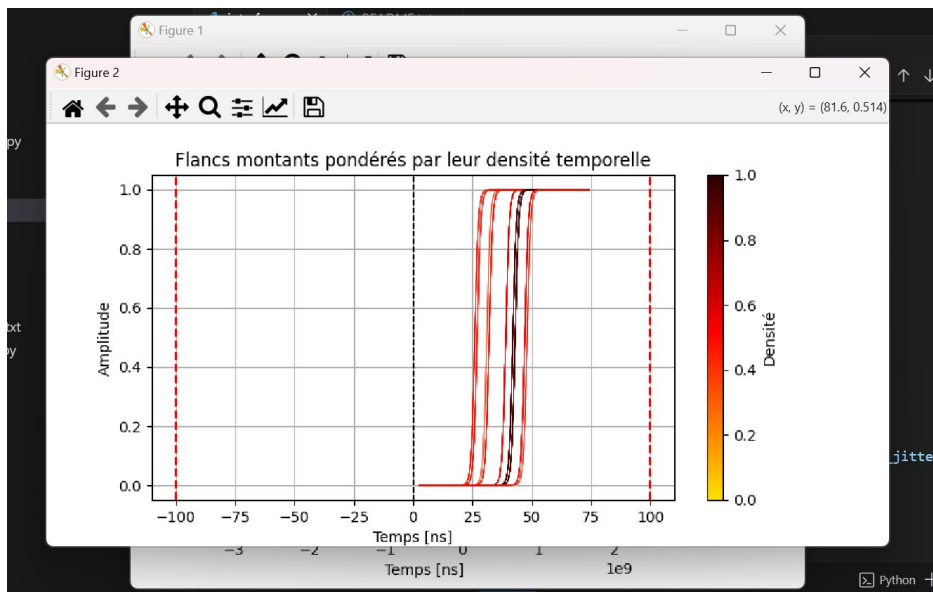 Figure 1
Figure 2
(x, y) = (81.6, 0.514)
py
Flancs montants pondérés par leur densité temporelle
1.0
0.8
0.6
0.4
0.2
0.0
Amplitude
−100
−75
−50
−25
0
25
50
75
100
Temps [ns]
1.0
0.8
0.6
0.4
0.2
0.0
Densité
txt
py
_jitte
−3
−2
−1
0
1
2
Temps [ns]
1e9
Python